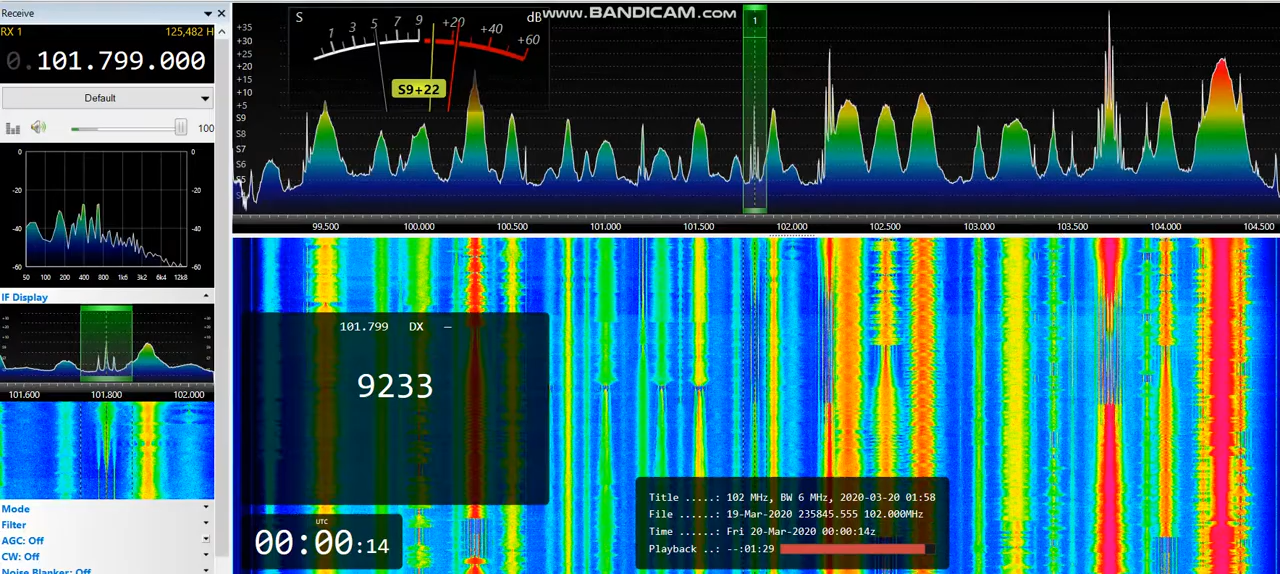 Receive
RX 1 125,482 H
0.101.799.000
Default
100
0 0
-20 -20
-40 -40
-60 -60
50 100 200 400 800 1k6 3k2 6k4 12k8
IF Display
101.600 101.800 102.000
Mode
Filter
AGC: Off
CW: Off
Noise Blanker: Off
www.BANDICAM.com
S dB
1 3 5 7 9 +20 +40 +60
S9+22
1
+35
+30
+25
+20
+15
+10
+5
S9
S8
S7
S6
S5
99.500 100.000 100.500 101.000 101.500 102.000 102.500 103.000 103.500 104.000 104.500
101.799 DX —
9233
UTC
00:00:14
Title .....: 102 MHz, BW 6 MHz, 2020-03-20 01:58
File ......: 19-Mar-2020 235845.555 102.000MHz
Time ......: Fri 20-Mar-2020 00:00:14z
Playback ..: --:01:29